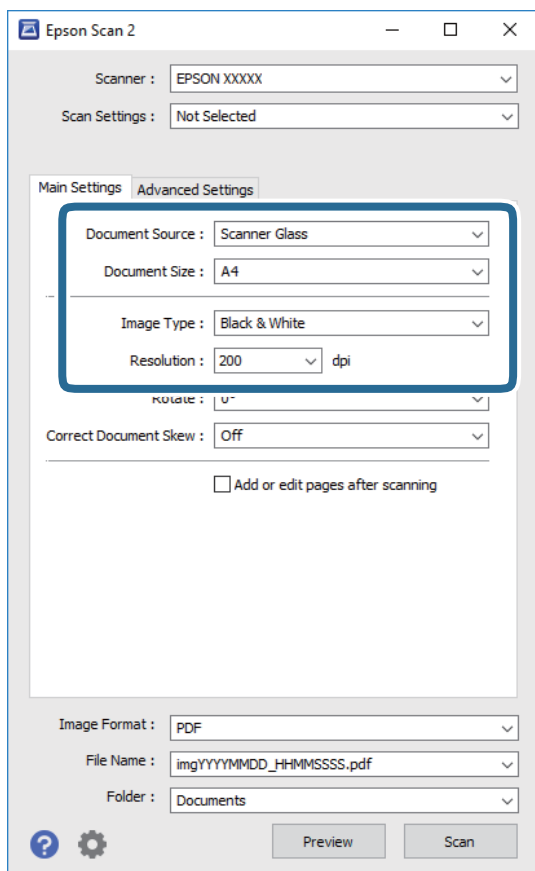 Epson Scan 2
Scanner : EPSON XXXXX
Scan Settings : Not Selected
Main Settings Advanced Settings
Document Source : Scanner Glass
Document Size : A4
Image Type : Black & White
Resolution : 200 dpi
Rotate : 0°
Correct Document Skew : Off
Add or edit pages after scanning
Image Format : PDF
File Name : imgYYYYMMDD_HHMMSSSS.pdf
Folder : Documents
? Preview Scan